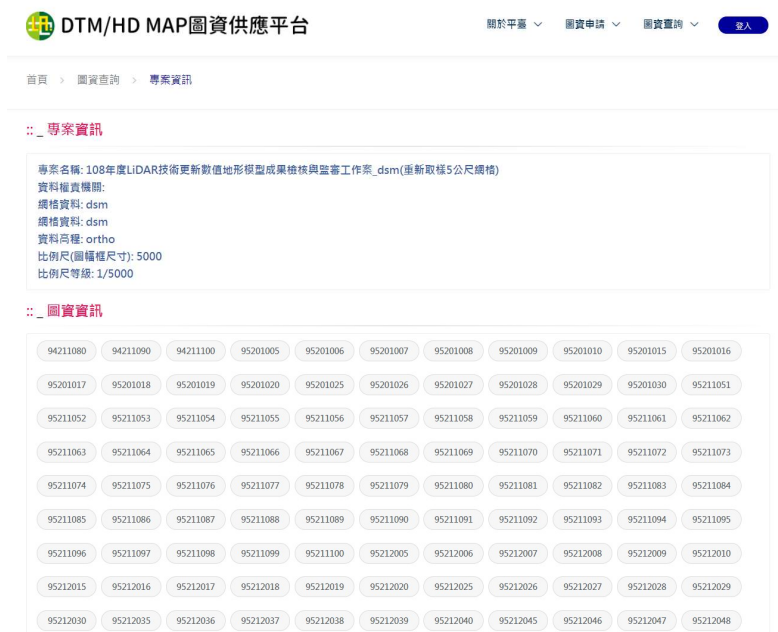 DTM/HD MAP圖資供應平台
關於平臺
圖資申請
圖資查詢
登入
首頁 > 圖資查詢 > 專案資訊
:: _ 專案資訊
專案名稱: 108年度LiDAR技術更新數值地形模型成果檢核與監審工作案_dsm(重新取樣5公尺網格)
資料權責機關:
網格資料: dsm
網格資料: dsm
資料高程: ortho
比例尺(圖幅框尺寸): 5000
比例尺等級: 1/5000
:: _ 圖資資訊
94211080 94211090 94211100 95201005 95201006 95201007 95201008 95201009 95201010 95201015 95201016
95201017 95201018 95201019 95201020 95201025 95201026 95201027 95201028 95201029 95201030 95211051
95211052 95211053 95211054 95211055 95211056 95211057 95211058 95211059 95211060 95211061 95211062
95211063 95211064 95211065 95211066 95211067 95211068 95211069 95211070 95211071 95211072 95211073
95211074 95211075 95211076 95211077 95211078 95211079 95211080 95211081 95211082 95211083 95211084
95211085 95211086 95211087 95211088 95211089 95211090 95211091 95211092 95211093 95211094 95211095
95211096 95211097 95211098 95211099 95211100 95212005 95212006 95212007 95212008 95212009 95212010
95212015 95212016 95212017 95212018 95212019 95212020 95212025 95212026 95212027 95212028 95212029
95212030 95212035 95212036 95212037 95212038 95212039 95212040 95212045 95212046 95212047 95212048